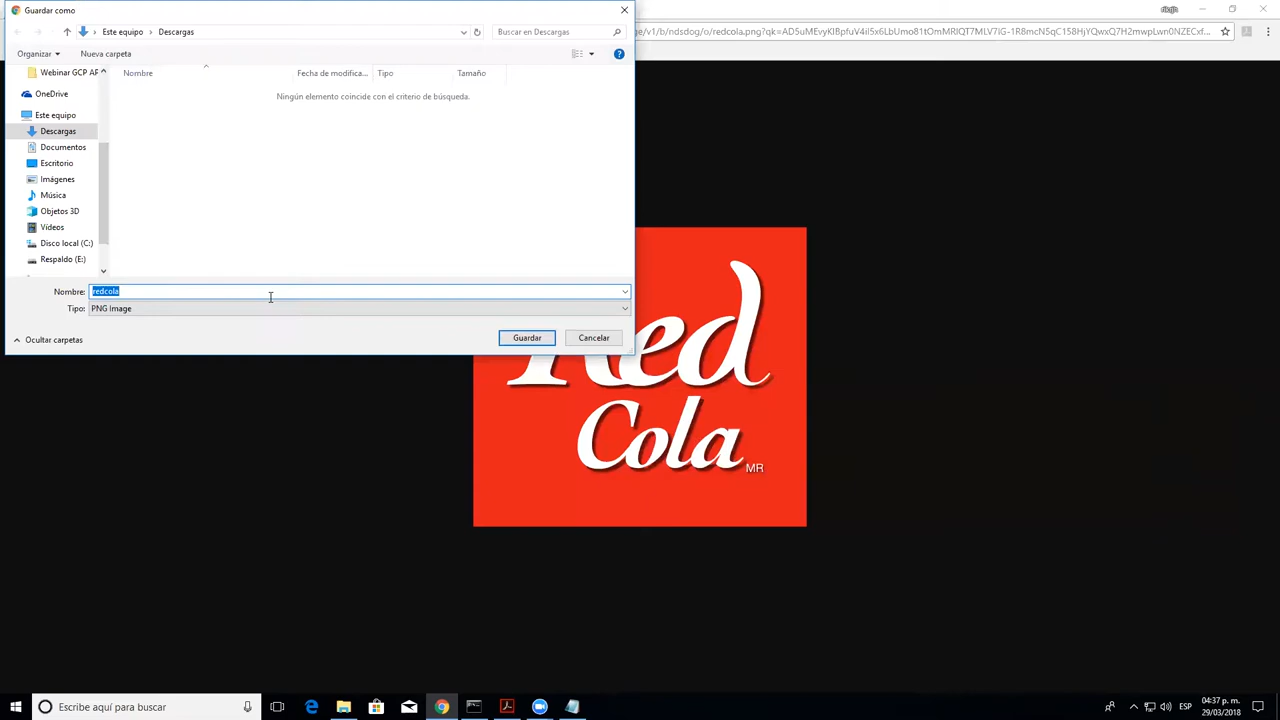 Guardar como
Este equipo
Descargas
Buscar en Descargas
Organizar
Nueva carpeta
Webinar GCP AF
OneDrive
Este equipo
Descargas
Documentos
Escritorio
Imágenes
Música
Objetos 3D
Vídeos
Disco local (C:)
Respaldo (E:)
Nombre
Fecha de modifica...
Tipo
Tamaño
Ningún elemento coincide con el criterio de búsqueda.
Nombre: redcola
Tipo: PNG Image
Ocultar carpetas
Guardar
Cancelar
Red
Cola
MR
Escribe aquí para buscar
ESP
04:37 p. m.
29/03/2018